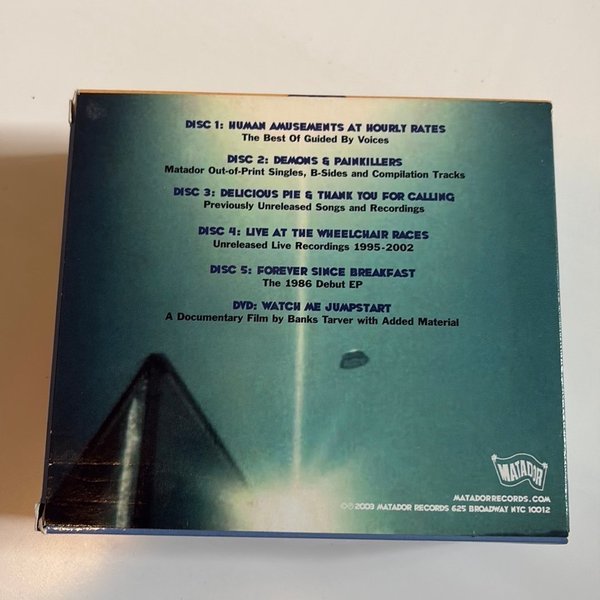 DISC 1: HUMAN AMUSEMENTS AT HOURLY RATES
The Best Of Guided By Voices
DISC 2: DEMONS & PAINKILLERS
Matador Out-of-Print Singles, B-Sides and Compilation Tracks
DISC 3: DELICIOUS PIE & THANK YOU FOR CALLING
Previously Unreleased Songs and Recordings
DISC 4: LIVE AT THE WHEELCHAIR RACES
Unreleased Live Recordings 1995-2002
DISC 5: FOREVER SINCE BREAKFAST
The 1986 Debut EP
DVD: WATCH ME JUMPSTART
A Documentary Film by Banks Tarver with Added Material
MATADOR
MATADORRECORDS.COM
℗© 2003 MATADOR RECORDS 625 BROADWAY NYC 10012